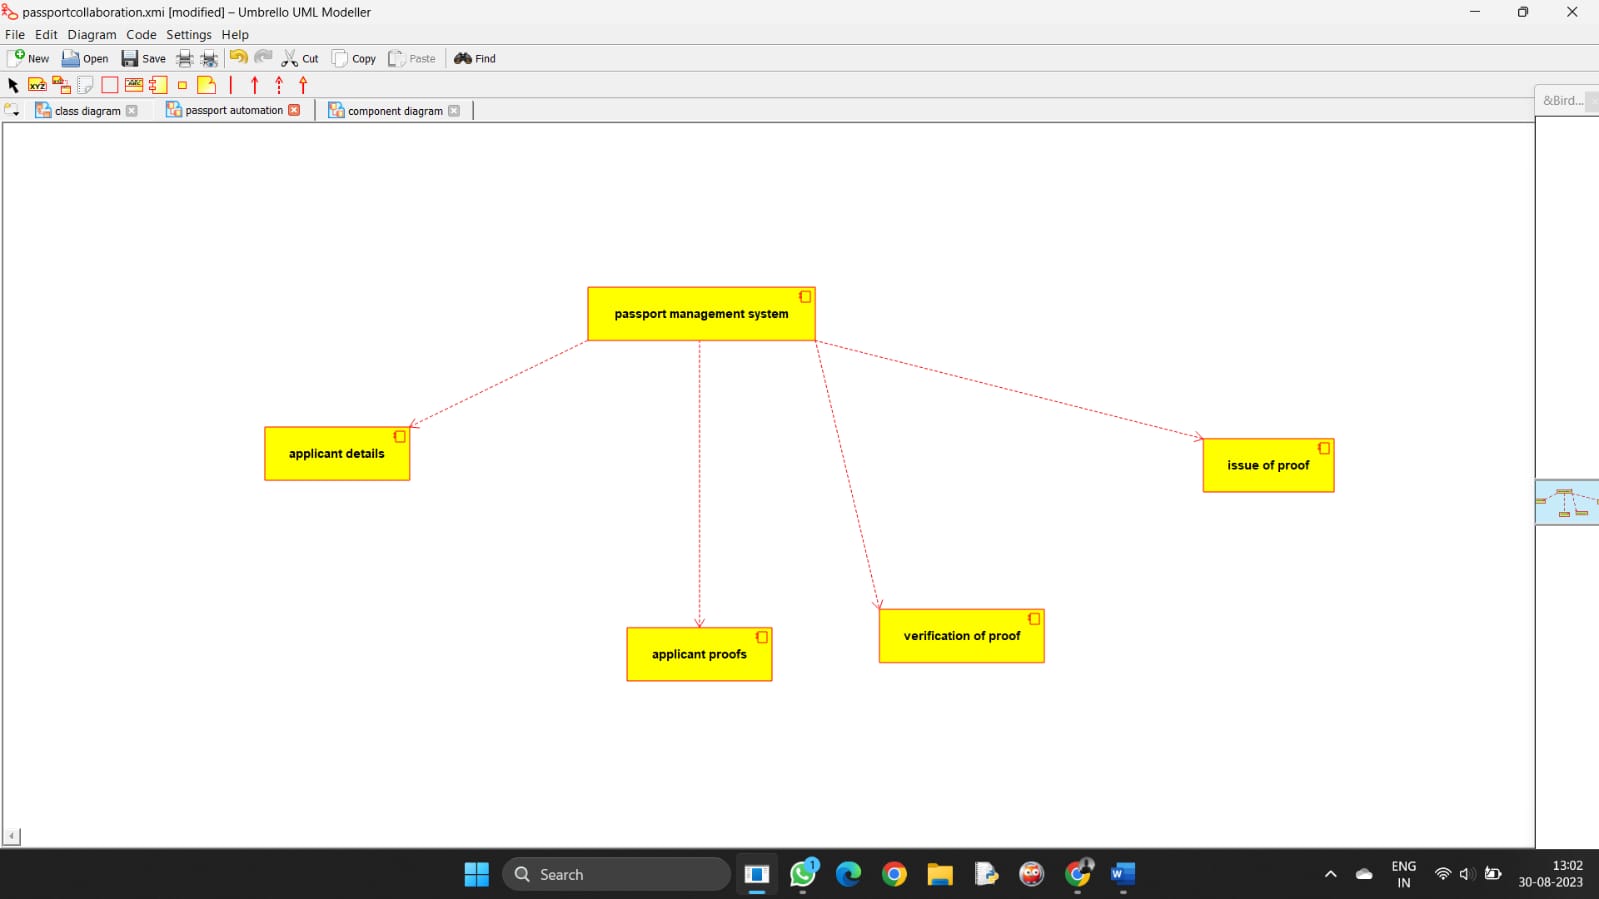 passportcollaboration.xmi [modified] – Umbrello UML Modeller
File Edit Diagram Code Settings Help
New Open Save Cut Copy Paste Find
XYZ
class diagram passport automation component diagram
&Bird...
passport management system
applicant details
issue of proof
verification of proof
applicant proofs
Search
1
ENG
IN
13:02
30-08-2023